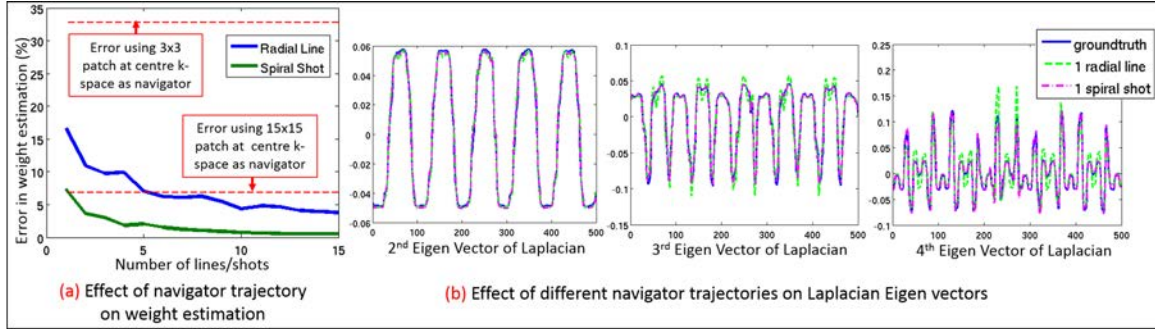 Error in weight estimation (%)
35
30
25
20
15
10
5
0
Error using 3x3
patch at centre k-
space as navigator
Radial Line
Spiral Shot
Error using 15x15
patch at centre k-
space as navigator
0
5
10
15
Number of lines/shots
(a) Effect of navigator trajectory
on weight estimation
0.06
0.04
0.02
0
-0.02
-0.04
-0.06
0 100 200 300 400 500
2nd Eigen Vector of Laplacian
0.1
0.05
0
-0.05
-0.1
-0.15
0 100 200 300 400 500
3rd Eigen Vector of Laplacian
0.25
0.2
0.15
0.1
0.05
0
-0.05
-0.1
0 100 200 300 400 500
4th Eigen Vector of Laplacian
groundtruth
1 radial line
1 spiral shot
(b) Effect of different navigator trajectories on Laplacian Eigen vectors